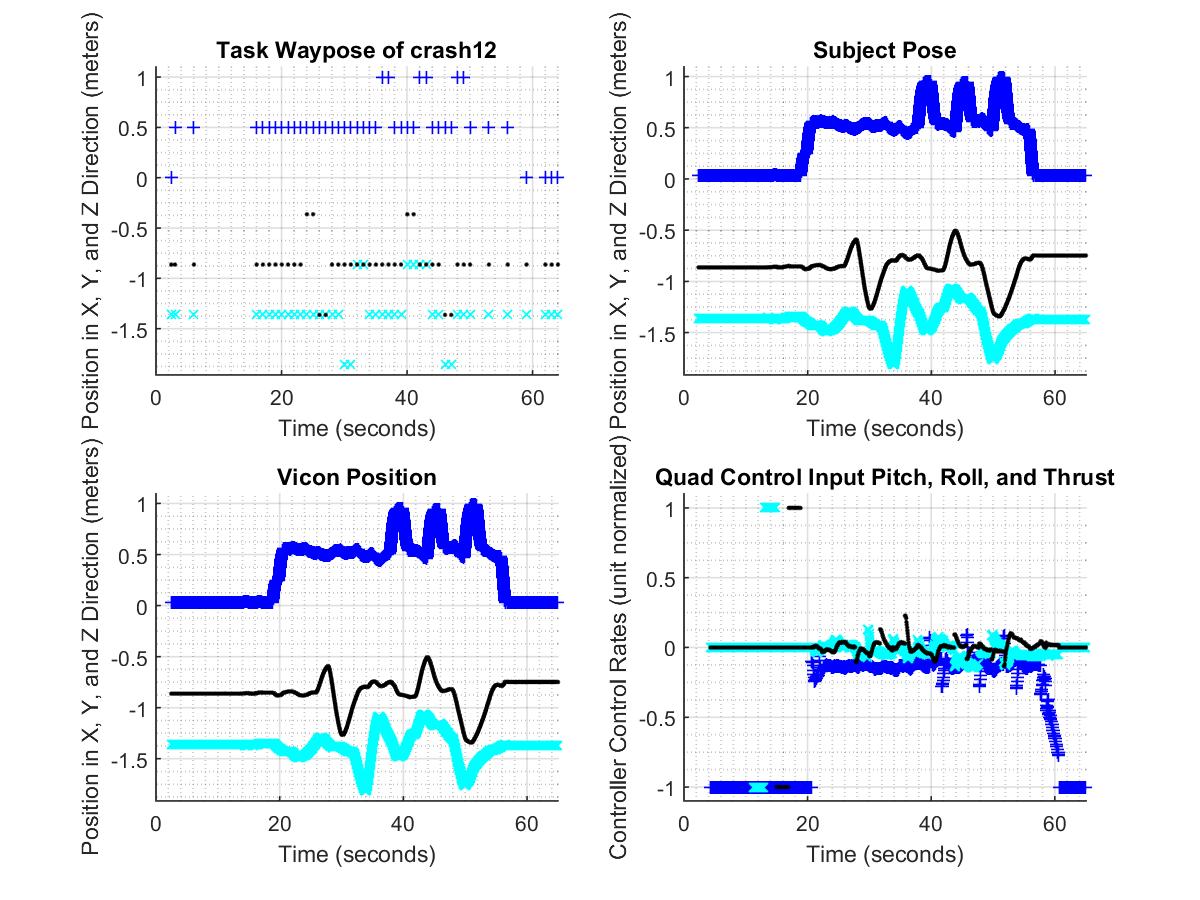 Task Waypose of crash12
Position in X, Y, and Z Direction (meters)
1
0.5
0
-0.5
-1
-1.5
0 20 40 60
Time (seconds)
Subject Pose
Position in X, Y, and Z Direction (meters)
1
0.5
0
-0.5
-1
-1.5
0 20 40 60
Time (seconds)
Vicon Position
Position in X, Y, and Z Direction (meters)
1
0.5
0
-0.5
-1
-1.5
0 20 40 60
Time (seconds)
Quad Control Input Pitch, Roll, and Thrust
Controller Control Rates (unit normalized)
1
0.5
0
-0.5
-1
0 20 40 60
Time (seconds)